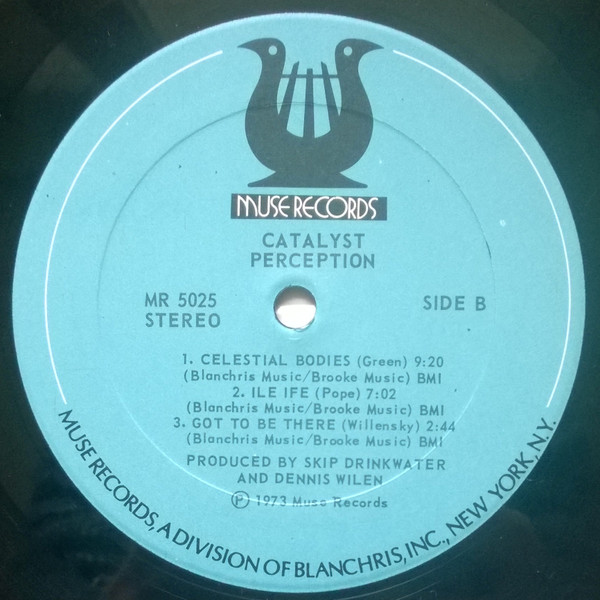 MUSE RECORDS
CATALYST
PERCEPTION
MR 5025
STEREO
SIDE B
1. CELESTIAL BODIES (Green) 9:20
(Blanchris Music/Brooke Music) BMI
2. ILE IFE (Pope) 7:02
(Blanchris Music/Brooke Music) BMI
3. GOT TO BE THERE (Willensky) 2:44
(Blanchris Music/Brooke Music) BMI
PRODUCED BY SKIP DRINKWATER
AND DENNIS WILEN
Ⓟ 1973 Muse Records
MUSE RECORDS, A DIVISION OF BLANCHRIS, INC., NEW YORK, N.Y.